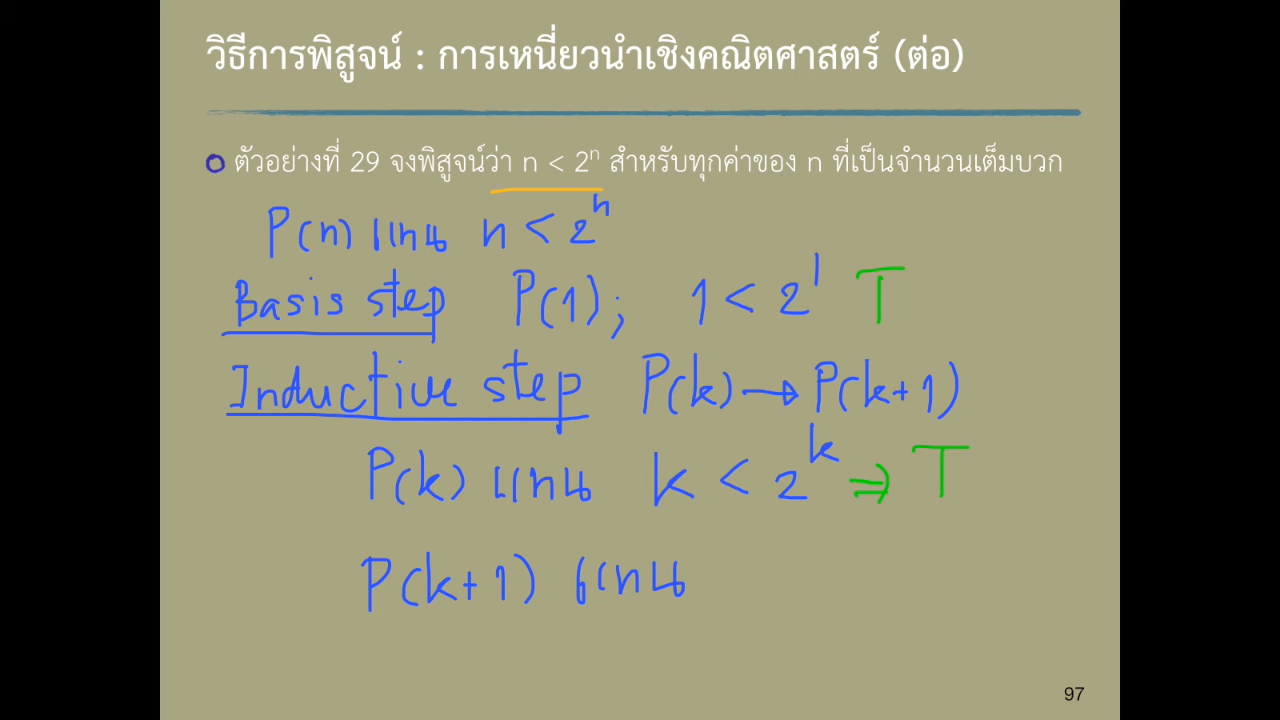 วิธีการพิสูจน์ : การเหนี่ยวนำเชิงคณิตศาสตร์ (ต่อ)
ตัวอย่างที่ 29 จงพิสูจน์ว่า n < 2ⁿ สำหรับทุกค่าของ n ที่เป็นจำนวนเต็มบวก
P(n) แทน n < 2ⁿ
Basis step P(1); 1 < 2¹ T
Inductive step P(k) → P(k+1)
P(k) แทน k < 2ᵏ ⇒ T
P(k+1) แทน
97